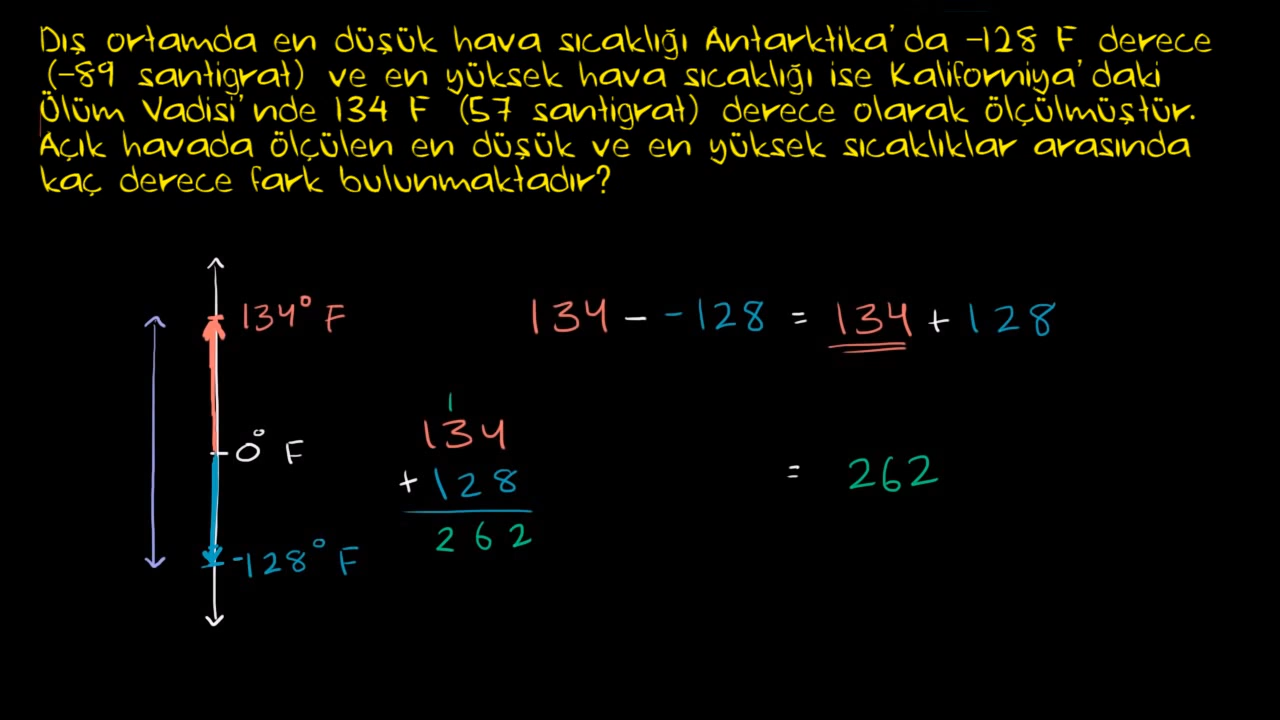 Dış ortamda en düşük hava sıcaklığı Antarktika'da -128 F derece
(-89 santigrat) ve en yüksek hava sıcaklığı ise Kaliforniya'daki
Ülüm Vadisi'nde 134 F (57 santigrat) derece olarak ölçülmüştür.
Açık havada ölçülen en düşük ve en yüksek sıcaklıklar arasında
kaç derece fark bulunmaktadır?
134° F
134 - -128 = 134 + 128
1
134
0° F
+ 128
= 262
262
-128° F